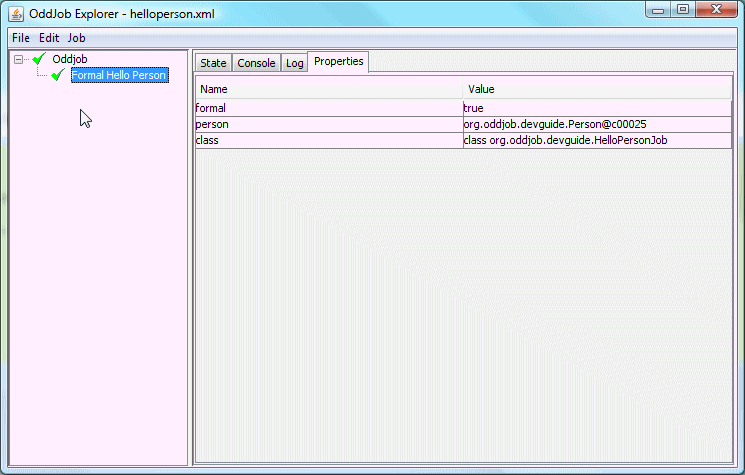 OddJob Explorer - helloperson.xml
File Edit Job
Oddjob
Formal Hello Person
State Console Log Properties
Name Value
formal true
person org.oddjob.devguide.Person@c00025
class class org.oddjob.devguide.HelloPersonJob